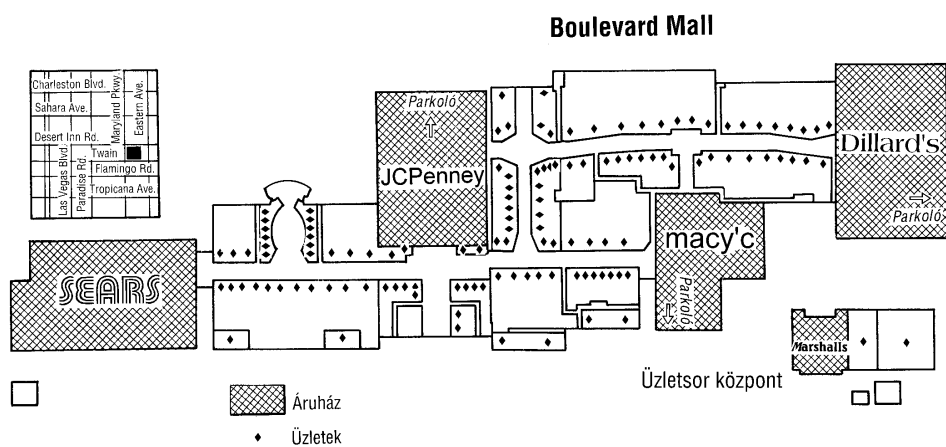 Boulevard Mall
Charleston Blvd.
Sahara Ave.
Desert Inn Rd.
Twain
Flamingo Rd.
Tropicana Ave.
Las Vegas Blvd.
Paradise Rd.
Maryland Pkwy.
Eastern Ave.
Parkoló
JCPenney
Dillard's
Parkoló
macy'c
Parkoló
SEARS
Marshalls
Üzletsor központ
Áruház
Üzletek